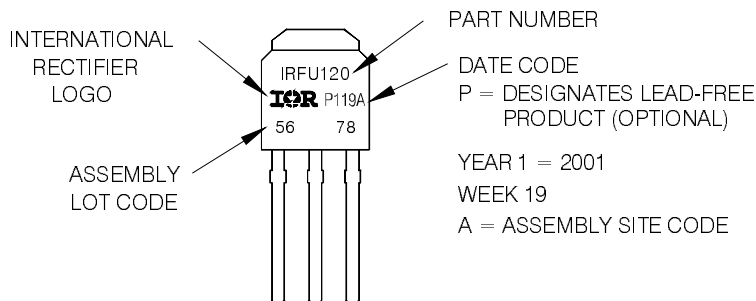 INTERNATIONAL
RECTIFIER
LOGO
ASSEMBLY
LOT CODE
IRFU120
IOR P119A
56 78
PART NUMBER
DATE CODE
P = DESIGNATES LEAD-FREE
PRODUCT (OPTIONAL)
YEAR 1 = 2001
WEEK 19
A = ASSEMBLY SITE CODE